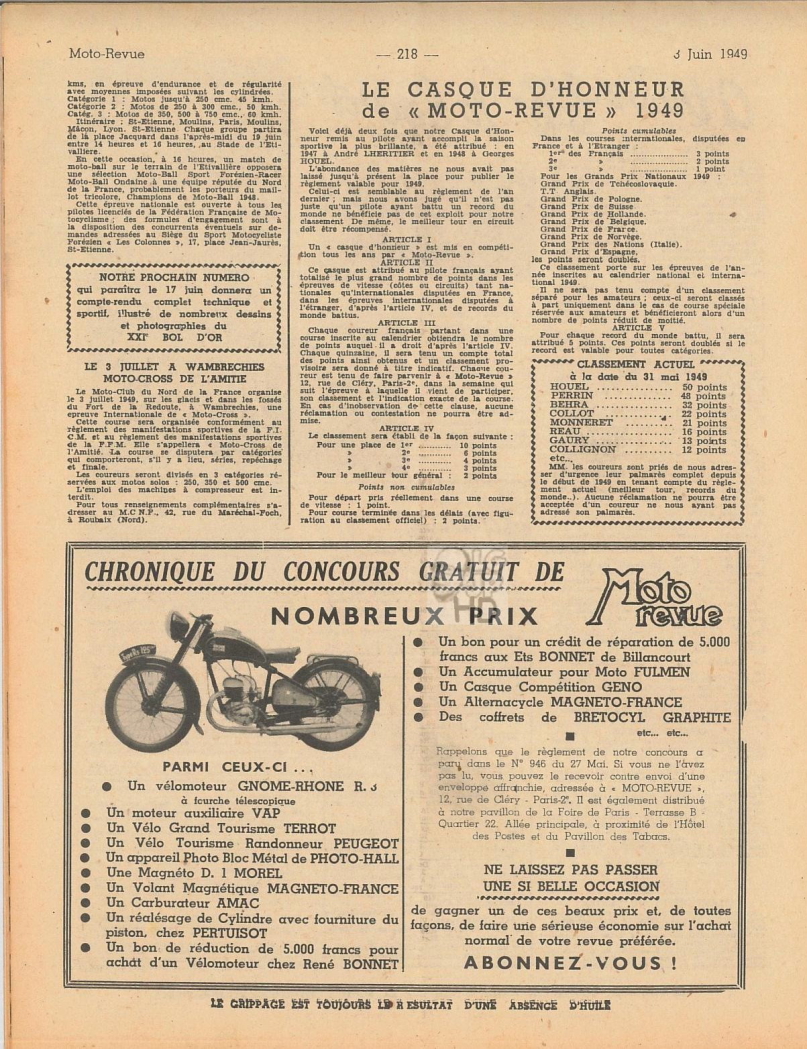 Moto-Revue
— 218 —
3 Juin 1949
kms, en épreuve d'endurance et de régularité
avec moyennes imposées suivant les cylindrées.
Catégorie 1 : Motos jusqu'à 250 cmc. 45 kmh.
Catégorie 2 : Motos de 250 à 300 cmc., 50 kmh.
Catég. 3 : Motos de 350, 500 à 750 cmc., 60 kmh.
Itinéraire : St-Etienne, Moulins, Paris, Moulins,
Mâcon, Lyon, St-Etienne Chaque groupe partira
de la place Jacquard dans l'après-midi du 19 juin
entre 14 heures et 16 heures, au Stade de l'Eti-
vallière.
En cette occasion, à 16 heures, un match de
moto-ball sur le terrain de l'Etivallière opposera
une sélection Moto-Ball Sport Forézien-Racer
Moto-Ball Ondaine à une équipe réputée du Nord
de la France, probablement les porteurs du mail-
lot tricolore, Champions de Moto-Ball 1948.
Cette épreuve nationale est ouverte à tous les
pilotes licenciés de la Fédération Française de Mo-
tocyclisme ; des formules d'engagement sont à
la disposition des concurrents éventuels sur de-
mandes adressées au Siège du Sport Motocycliste
Forézien « Les Colonnes », 17, place Jean-Jaurès,
St-Etienne.
NOTRE PROCHAIN NUMERO
qui paraîtra le 17 juin donnera un
compte-rendu complet technique et
sportif, illustré de nombreux dessins
et photographies du
XXIe BOL D'OR
LE 3 JUILLET A WAMBRECHIES
MOTO-CROSS DE L'AMITIE
Le Moto-Club du Nord de la France organise
le 3 juillet 1949, sur les glacis et dans les fossés
du Fort de la Redoute, à Wambrechies, une
épreuve Internationale de « Moto-Cross ».
Cette course sera organisée conformément au
règlement des manifestations sportives de la F.I.
C.M. et au règlement des manifestations sportives
de la F.F.M. Elle s'appellera « Moto-Cross de
l'Amitié. La course se disputera par catégories
qui comporteront, s'il y a lieu, séries, repêchage
et finale.
Les coureurs seront divisés en 3 catégories ré-
servées aux motos solos : 250, 350 et 500 cmc.
L'emploi des machines à compresseur est in-
terdit.
Pour tous renseignements complémentaires s'a-
dresser au M.C N.F., 42, rue du Maréchal-Foch,
à Roubaix (Nord).
LE CASQUE D'HONNEUR
de « MOTO-REVUE » 1949
Voici déjà deux fois que notre Casque d'Hon-
neur remis au pilote ayant accompli la saison
sportive la plus brillante, a été attribué : en
1947 à André LHERITIER et en 1948 à Georges
HOUEL.
L'abondance des matières ne nous avait pas
laissé jusqu'à présent la place pour publier le
règlement valable pour 1949.
Celui-ci est semblable au règlement de l'an
dernier ; mais nous avons jugé qu'il n'est pas
juste qu'un pilote ayant battu un record du
monde ne bénéficie pas de cet exploit pour notre
classement De même, le meilleur tour en circuit
doit être récompensé.
ARTICLE I
Un « casque d'honneur » est mis en compéti-
tion tous les ans par « Moto-Revue ».
ARTICLE II
Ce casque est attribué au pilote français ayant
totalisé le plus grand nombre de points dans les
épreuves de vitesse (côtes ou circuits) tant na-
tionales qu'internationales disputées en France,
dans les épreuves internationales disputées à
l'étranger, d'après l'article IV, et de records du
monde battus.
ARTICLE III
Chaque coureur français partant dans une
course inscrite au calendrier obtiendra le nombre
de points auquel il a droit d'après l'article IV.
Chaque quinzaine, il sera tenu un compte total
des points ainsi obtenus et un classement pro-
visoire sera donné à titre indicatif. Chaque cou-
reur est tenu de faire parvenir à « Moto-Revue »
12, rue de Cléry, Paris-2e, dans la semaine qui
suit l'épreuve à laquelle il vient de participer,
son classement et l'indication exacte de la course.
En cas d'inobservation de cette clause, aucune
réclamation ou contestation ne pourra être ad-
mise.
ARTICLE IV
Le classement sera établi de la façon suivante :
Pour une place de 1er ........ 10 points
» 2e ........ 6 points
» 3e ........ 4 points
» 4e ........ 3 points
Pour le meilleur tour général : 2 points
Points non cumulables
Pour départ pris réellement dans une course
de vitesse : 1 point.
Pour course terminée dans les délais (avec figu-
ration au classement officiel) : 2 points.
Points cumulables
Dans les courses internationales, disputées en
France et à l'Etranger :
1ers des Français ........ 3 points
2e » ........ 2 points
3e » ........ 1 point
Pour les Grands Prix Nationaux 1949 :
Grand Prix de Tchécoslovaquie.
T.T Anglais.
Grand Prix de Pologne.
Grand Prix de Suisse
Grand Prix de Hollande.
Grand Prix de Belgique.
Grand Prix de France.
Grand Prix de Norvège.
Grand Prix des Nations (Italie).
Grand Prix d'Espagne,
les points seront doublés.
Ce classement porte sur les épreuves de l'an-
née inscrites au calendrier national et interna-
tional 1949.
Il ne sera pas tenu compte d'un classement
séparé pour les amateurs ; ceux-ci seront classés
à part uniquement dans le cas de course spéciale
réservée aux amateurs et bénéficieront alors d'un
nombre de points réduit de moitié.
ARTICLE V
Pour chaque record du monde battu, il sera
attribué 5 points. Ces points seront doublés si le
record est valable pour toutes catégories.
CLASSEMENT ACTUEL
à la date du 31 mai 1949
HOUEL ........ 50 points
PERRIN ........ 48 points
BEHRA ........ 32 points
COLLOT ........ 22 points
MONNERET ........ 21 points
REAU ........ 16 points
GAURY ........ 13 points
COLLIGNON ........ 12 points
etc...
MM. les coureurs sont priés de nous adres-
ser d'urgence leur palmarès complet depuis
le début de 1949 en tenant compte du règle-
ment actuel (meilleur tour, records du
monde..). Aucune réclamation ne pourra être
acceptée d'un coureur ne nous ayant pas
adressé son palmarès.
CHRONIQUE DU CONCOURS GRATUIT DE
Moto revue
NOMBREUX PRIX
PARMI CEUX-CI ...
● Un vélomoteur GNOME-RHONE R. 3
à fourche télescopique
● Un moteur auxiliaire VAP
● Un Vélo Grand Tourisme TERROT
● Un Vélo Tourisme Randonneur PEUGEOT
● Un appareil Photo Bloc Métal de PHOTO-HALL
● Une Magnéto D. 1 MOREL
● Un Volant Magnétique MAGNETO-FRANCE
● Un Carburateur AMAC
● Un réalésage de Cylindre avec fourniture du
piston, chez PERTUISOT
● Un bon de réduction de 5.000 francs pour
achât d'un Vélomoteur chez René BONNET
● Un bon pour un crédit de réparation de 5.000
francs aux Ets BONNET de Billancourt
● Un Accumulateur pour Moto FULMEN
● Un Casque Compétition GENO
● Un Alternacycle MAGNETO-FRANCE
● Des coffrets de BRETOCYL GRAPHITE
etc... etc...
Rappelons que le règlement de notre concours a
paru dans le N° 946 du 27 Mai. Si vous ne l'avez
pas lu, vous pouvez le recevoir contre envoi d'une
enveloppe affranchie, adressée à « MOTO-REVUE »,
12, rue de Cléry - Paris-2e. Il est également distribué
à notre pavillon de la Foire de Paris - Terrasse B -
Quartier 22. Allée principale, à proximité de l'Hôtel
des Postes et du Pavillon des Tabacs.
NE LAISSEZ PAS PASSER
UNE SI BELLE OCCASION
de gagner un de ces beaux prix et, de toutes
façons, de faire une sérieuse économie sur l'achat
normal de votre revue préférée.
ABONNEZ-VOUS !
LE GRIPPAGE EST TOUJOURS LE RESULTAT D'UNE ABSENCE D'HUILE